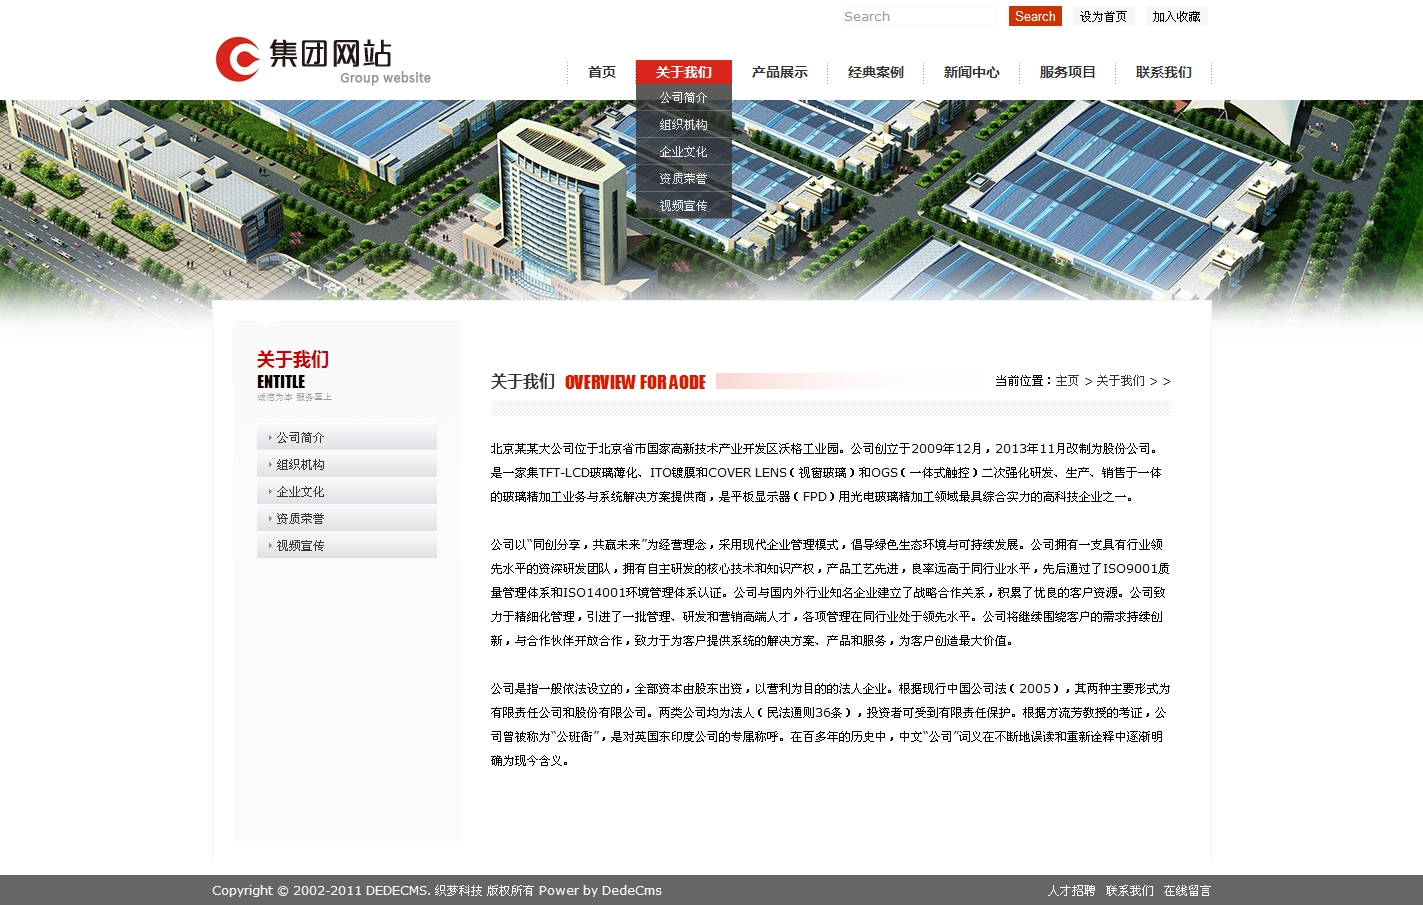 Search Search 设为首页 加入收藏
集团网站
Group website
首页 关于我们 产品展示 经典案例 新闻中心 服务项目 联系我们
公司简介
组织机构
企业文化
资质荣誉
视频宣传
关于我们
ENTITLE
诚信为本 服务至上
公司简介
组织机构
企业文化
资质荣誉
视频宣传
关于我们 OVERVIEW FOR AODE 当前位置：主页 > 关于我们 > >
北京某某大公司位于北京省市国家高新技术产业开发区沃格工业园。公司创立于2009年12月，2013年11月改制为股份公司。
是一家集TFT-LCD玻璃薄化、ITO镀膜和COVER LENS（视窗玻璃）和OGS（一体式触控）二次强化研发、生产、销售于一体
的玻璃精加工业务与系统解决方案提供商，是平板显示器（FPD）用光电玻璃精加工领域最具综合实力的高科技企业之一。
公司以“同创分享，共赢未来”为经营理念，采用现代企业管理模式，倡导绿色生态环境与可持续发展。公司拥有一支具有行业领
先水平的资深研发团队，拥有自主研发的核心技术和知识产权，产品工艺先进，良率远高于同行业水平，先后通过了ISO9001质
量管理体系和ISO14001环境管理体系认证。公司与国内外行业知名企业建立了战略合作关系，积累了优良的客户资源。公司致
力于精细化管理，引进了一批管理、研发和营销高端人才，各项管理在同行业处于领先水平。公司将继续围绕客户的需求持续创
新，与合作伙伴开放合作，致力于为客户提供系统的解决方案、产品和服务，为客户创造最大价值。
公司是指一般依法设立的，全部资本由股东出资，以营利为目的的法人企业。根据现行中国公司法（2005），其两种主要形式为
有限责任公司和股份有限公司。两类公司均为法人（民法通则36条），投资者可受到有限责任保护。根据方流芳教授的考证，公
司曾被称为“公班衙”，是对英国东印度公司的专属称呼。在百多年的历史中，中文“公司”词义在不断地误读和重新诠释中逐渐明
确为现今含义。
Copyright © 2002-2011 DEDECMS. 织梦科技 版权所有 Power by DedeCms 人才招聘 联系我们 在线留言